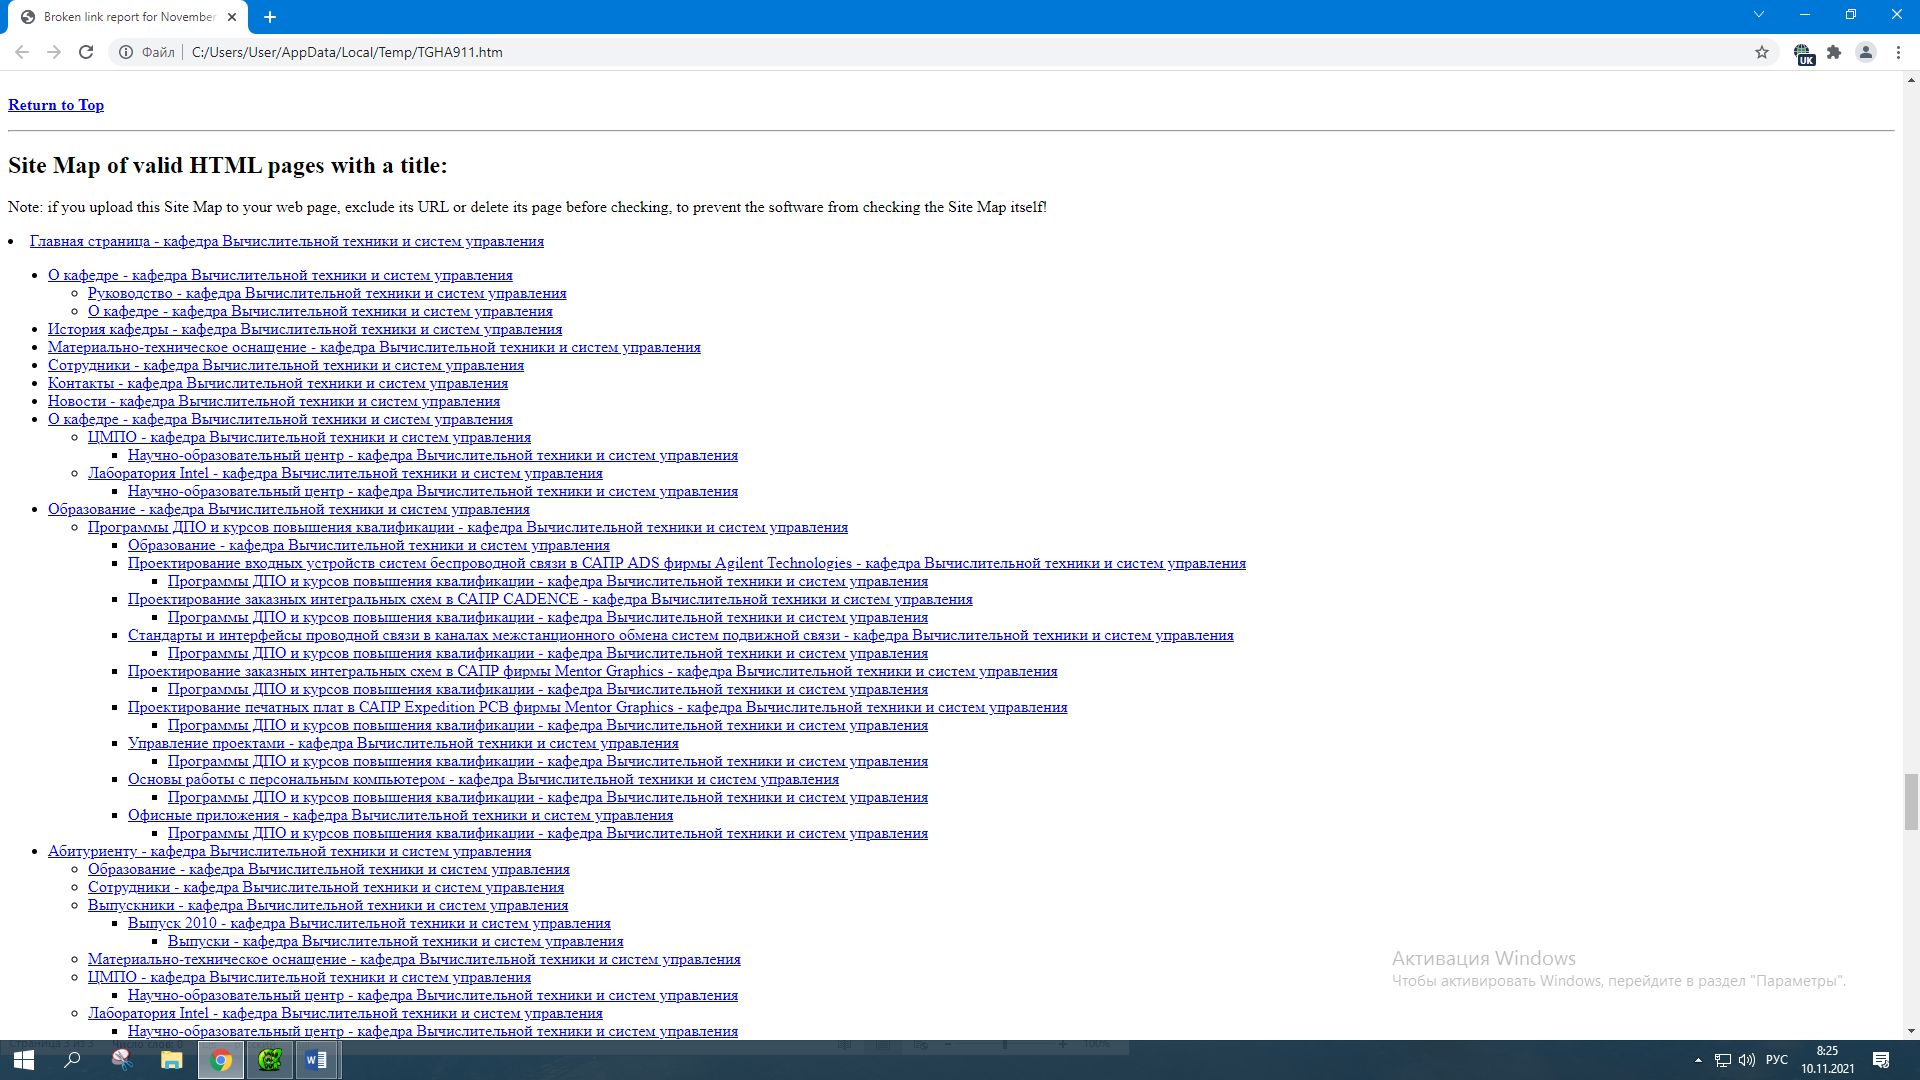 Broken link report for November
Файл
C:/Users/User/AppData/Local/Temp/TGHA911.htm
UK
Return to Top
Site Map of valid HTML pages with a title:
Note: if you upload this Site Map to your web page, exclude its URL or delete its page before checking, to prevent the software from checking the Site Map itself!
Главная страница - кафедра Вычислительной техники и систем управления
О кафедре - кафедра Вычислительной техники и систем управления
Руководство - кафедра Вычислительной техники и систем управления
О кафедре - кафедра Вычислительной техники и систем управления
История кафедры - кафедра Вычислительной техники и систем управления
Материально-техническое оснащение - кафедра Вычислительной техники и систем управления
Сотрудники - кафедра Вычислительной техники и систем управления
Контакты - кафедра Вычислительной техники и систем управления
Новости - кафедра Вычислительной техники и систем управления
О кафедре - кафедра Вычислительной техники и систем управления
ЦМПО - кафедра Вычислительной техники и систем управления
Научно-образовательный центр - кафедра Вычислительной техники и систем управления
Лаборатория Intel - кафедра Вычислительной техники и систем управления
Научно-образовательный центр - кафедра Вычислительной техники и систем управления
Образование - кафедра Вычислительной техники и систем управления
Программы ДПО и курсов повышения квалификации - кафедра Вычислительной техники и систем управления
Образование - кафедра Вычислительной техники и систем управления
Проектирование входных устройств систем беспроводной связи в САПР ADS фирмы Agilent Technologies - кафедра Вычислительной техники и систем управления
Программы ДПО и курсов повышения квалификации - кафедра Вычислительной техники и систем управления
Проектирование заказных интегральных схем в САПР CADENCE - кафедра Вычислительной техники и систем управления
Программы ДПО и курсов повышения квалификации - кафедра Вычислительной техники и систем управления
Стандарты и интерфейсы проводной связи в каналах межстанционного обмена систем подвижной связи - кафедра Вычислительной техники и систем управления
Программы ДПО и курсов повышения квалификации - кафедра Вычислительной техники и систем управления
Проектирование заказных интегральных схем в САПР фирмы Mentor Graphics - кафедра Вычислительной техники и систем управления
Программы ДПО и курсов повышения квалификации - кафедра Вычислительной техники и систем управления
Проектирование печатных плат в САПР Expedition PCB фирмы Mentor Graphics - кафедра Вычислительной техники и систем управления
Программы ДПО и курсов повышения квалификации - кафедра Вычислительной техники и систем управления
Управление проектами - кафедра Вычислительной техники и систем управления
Программы ДПО и курсов повышения квалификации - кафедра Вычислительной техники и систем управления
Основы работы с персональным компьютером - кафедра Вычислительной техники и систем управления
Программы ДПО и курсов повышения квалификации - кафедра Вычислительной техники и систем управления
Офисные приложения - кафедра Вычислительной техники и систем управления
Программы ДПО и курсов повышения квалификации - кафедра Вычислительной техники и систем управления
Абитуриенту - кафедра Вычислительной техники и систем управления
Образование - кафедра Вычислительной техники и систем управления
Сотрудники - кафедра Вычислительной техники и систем управления
Выпускники - кафедра Вычислительной техники и систем управления
Выпуск 2010 - кафедра Вычислительной техники и систем управления
Выпуски - кафедра Вычислительной техники и систем управления
Материально-техническое оснащение - кафедра Вычислительной техники и систем управления
ЦМПО - кафедра Вычислительной техники и систем управления
Научно-образовательный центр - кафедра Вычислительной техники и систем управления
Лаборатория Intel - кафедра Вычислительной техники и систем управления
Научно-образовательный центр - кафедра Вычислительной техники и систем управления
Активация Windows
Чтобы активировать Windows, перейдите в раздел "Параметры".
100%
РУС
8:25
10.11.2021